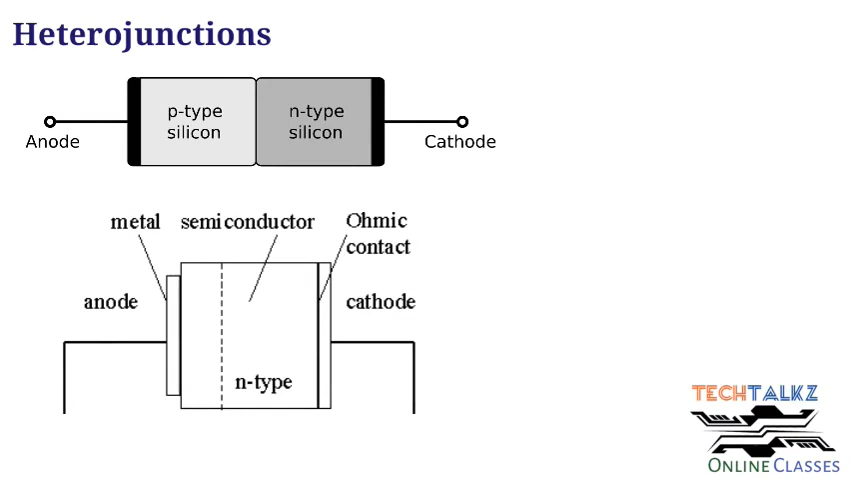 Heterojunctions
p-type
silicon
n-type
silicon
Anode
Cathode
metal
semiconductor
Ohmic
contact
anode
cathode
n-type
TECHTALKZ
ONLINE CLASSES